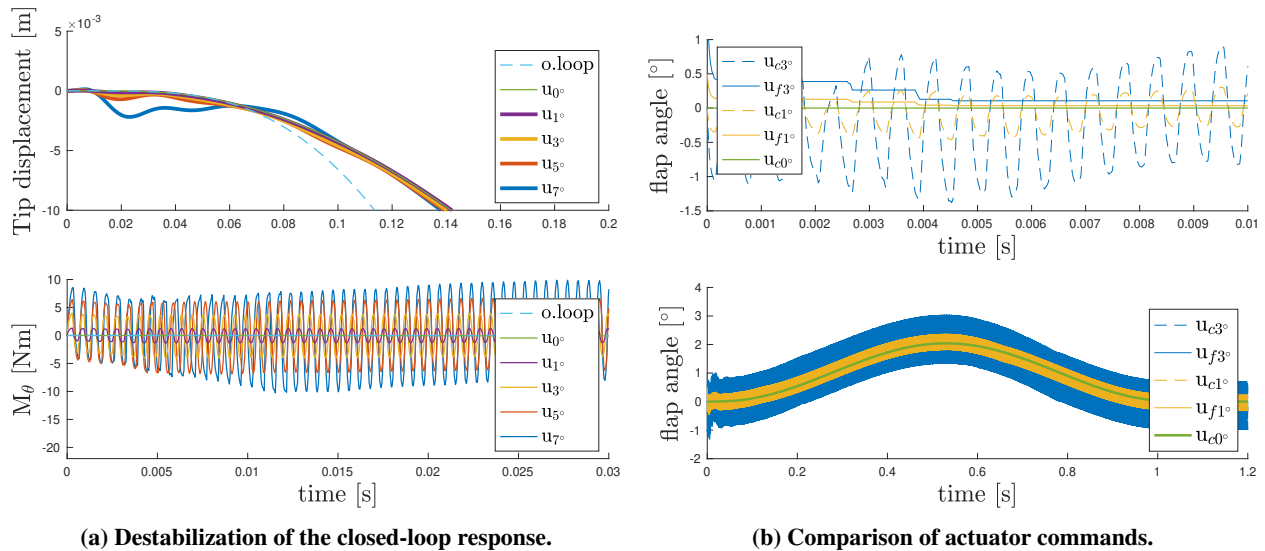 ×10⁻³
Tip displacement [m]
5
0
-5
-10
0 0.02 0.04 0.06 0.08 0.1 0.12 0.14 0.16 0.18 0.2
o.loop
u0°
u1°
u3°
u5°
u7°
Mθ [Nm]
10
5
0
-5
-10
-15
-20
0 0.005 0.01 0.015 0.02 0.025 0.03
time [s]
o.loop
u0°
u1°
u3°
u5°
u7°
(a) Destabilization of the closed-loop response.
flap angle [°]
1
0.5
0
-0.5
-1
-1.5
0 0.001 0.002 0.003 0.004 0.005 0.006 0.007 0.008 0.009 0.01
time [s]
uc3°
uf3°
uc1°
uf1°
uc0°
flap angle [°]
4
3
2
1
0
-1
-2
0 0.2 0.4 0.6 0.8 1 1.2
time [s]
uc3°
uf3°
uc1°
uf1°
uc0°
(b) Comparison of actuator commands.